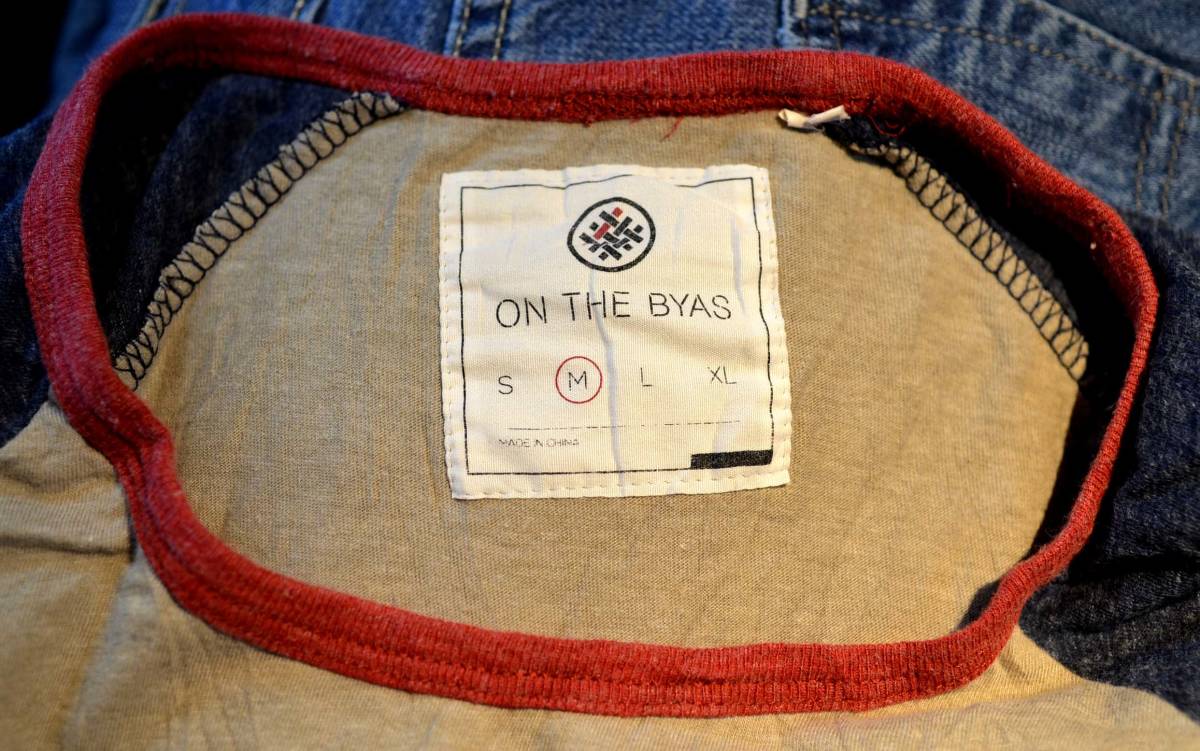 ON THE BYAS
S M L XL
MADE IN CHINA